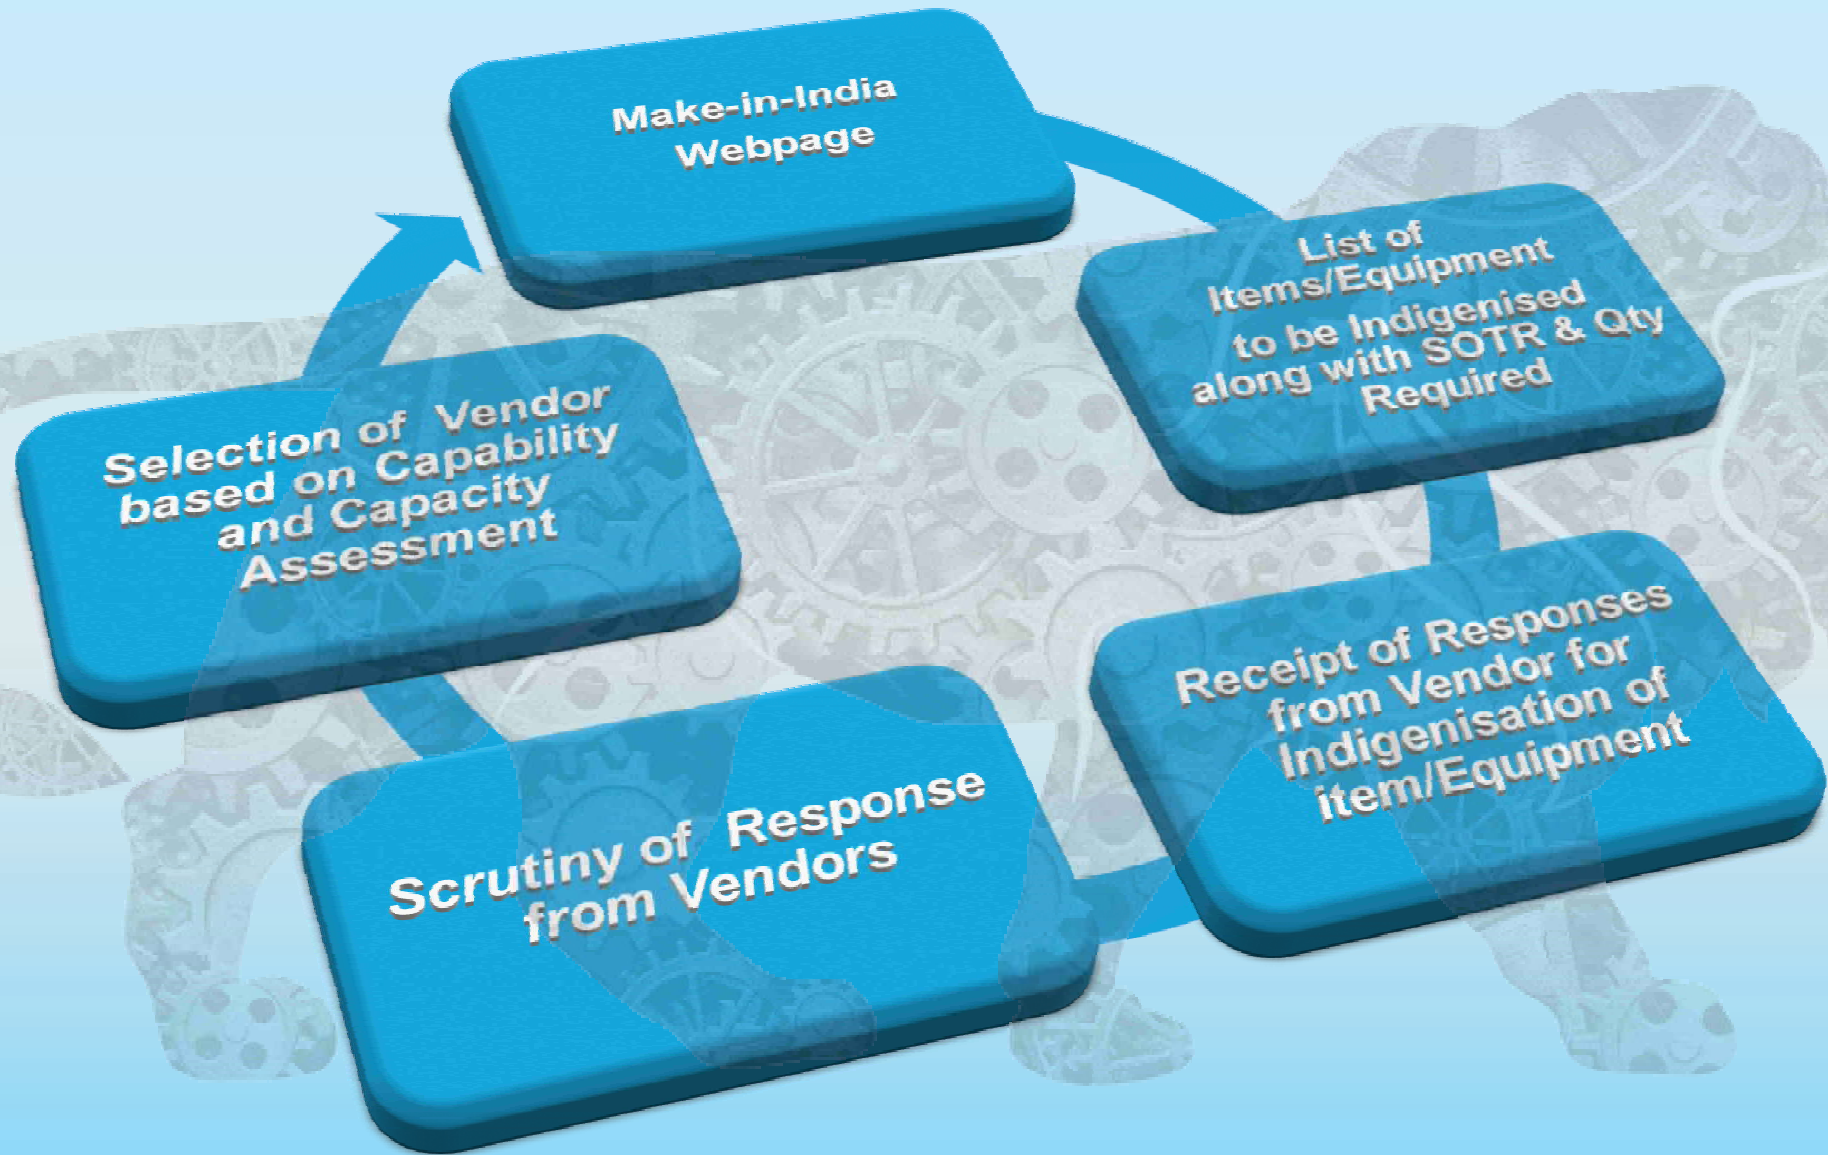 Make-in-India
Webpage
List of
Items/Equipment
to be Indigenised
along with SOTR & Qty
Required
Receipt of Responses
from Vendor for
Indigenisation of
item/Equipment
Scrutiny of Response
from Vendors
Selection of Vendor
based on Capability
and Capacity
Assessment